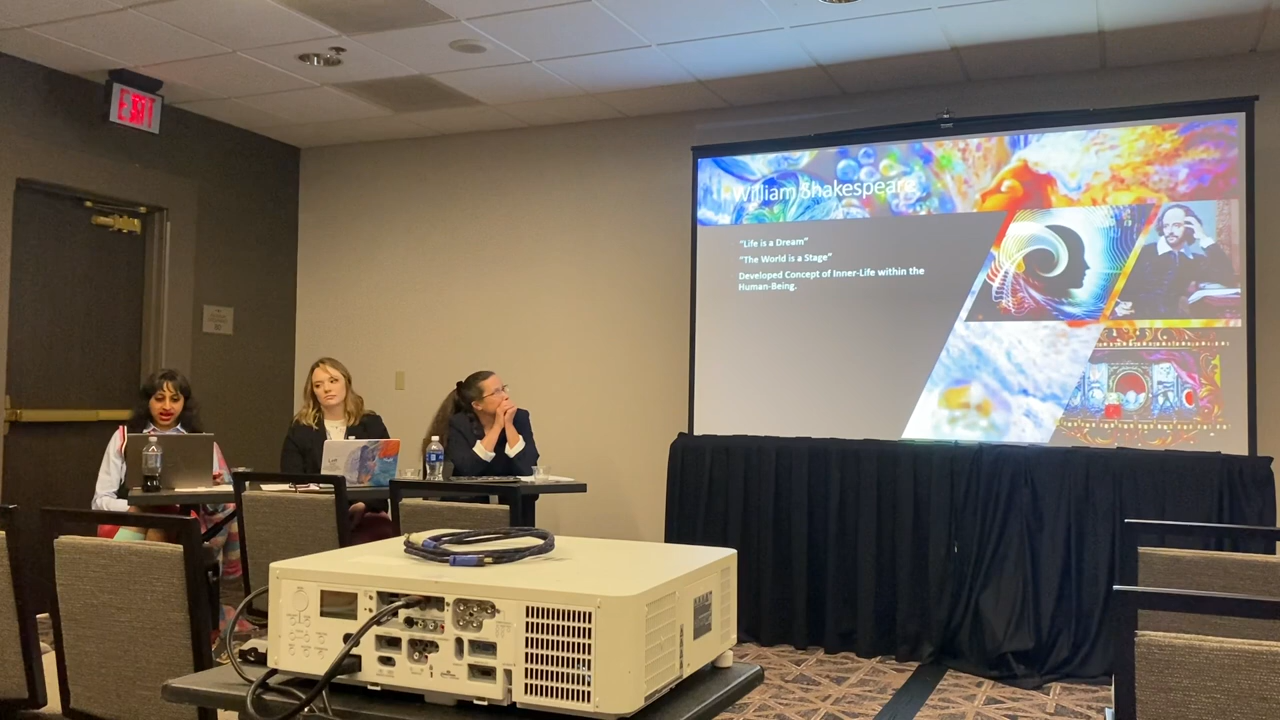 EXIT
William Shakespeare
"Life is a Dream"
"The World is a Stage"
Developed Concept of Inner-Life within the
Human-Being.